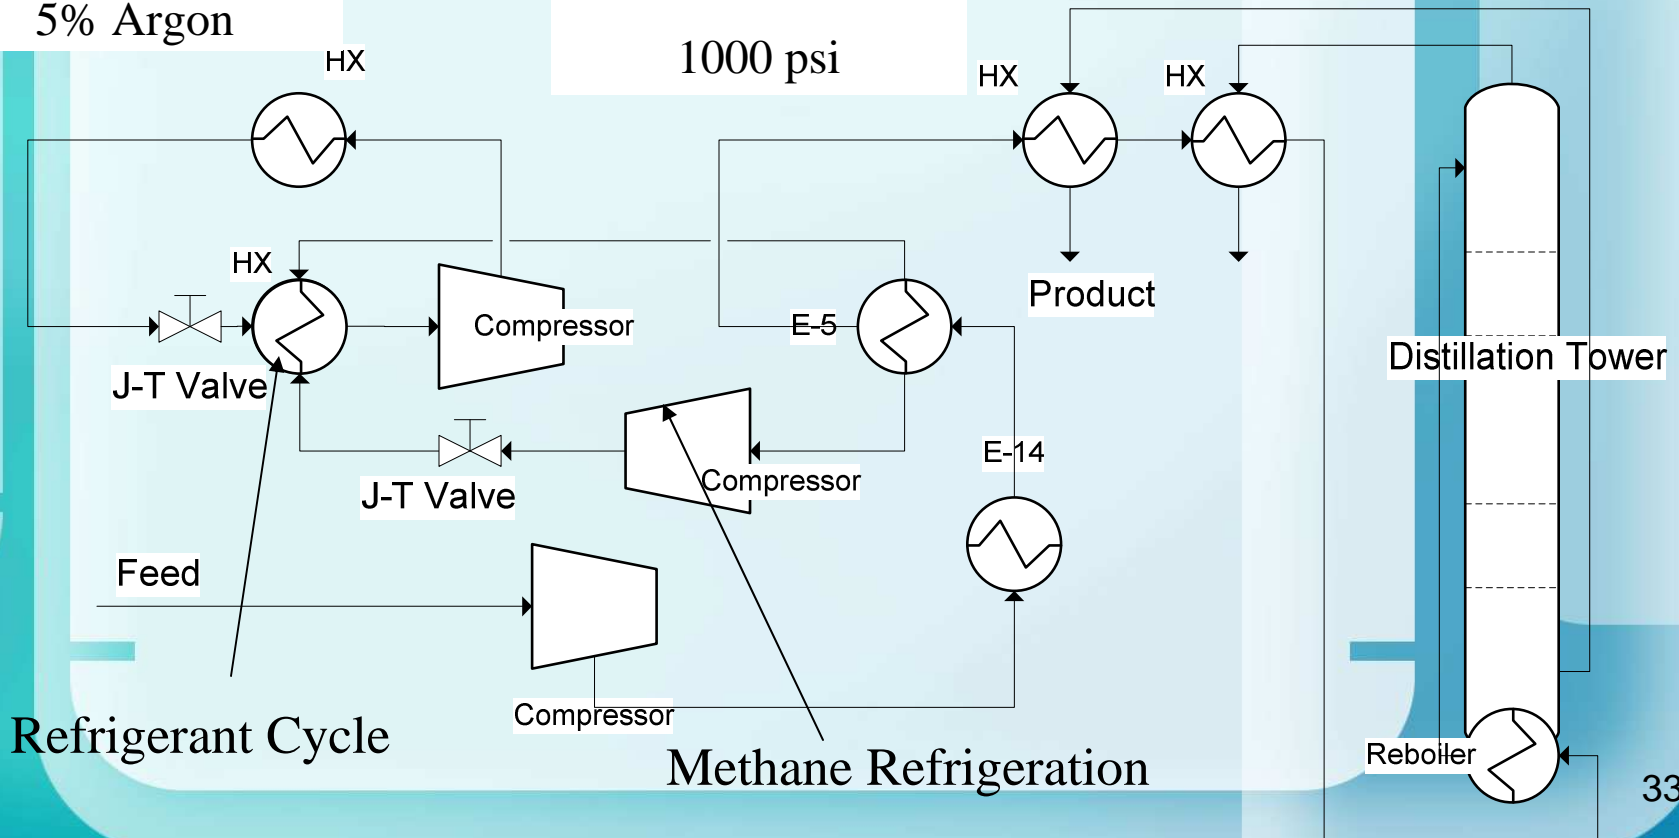 5% Argon
1000 psi
HX
HX
HX
HX
Compressor
E-5
Product
J-T Valve
Distillation Tower
E-14
J-T Valve
Compressor
Feed
Compressor
Refrigerant Cycle
Methane Refrigeration
Reboiler
33